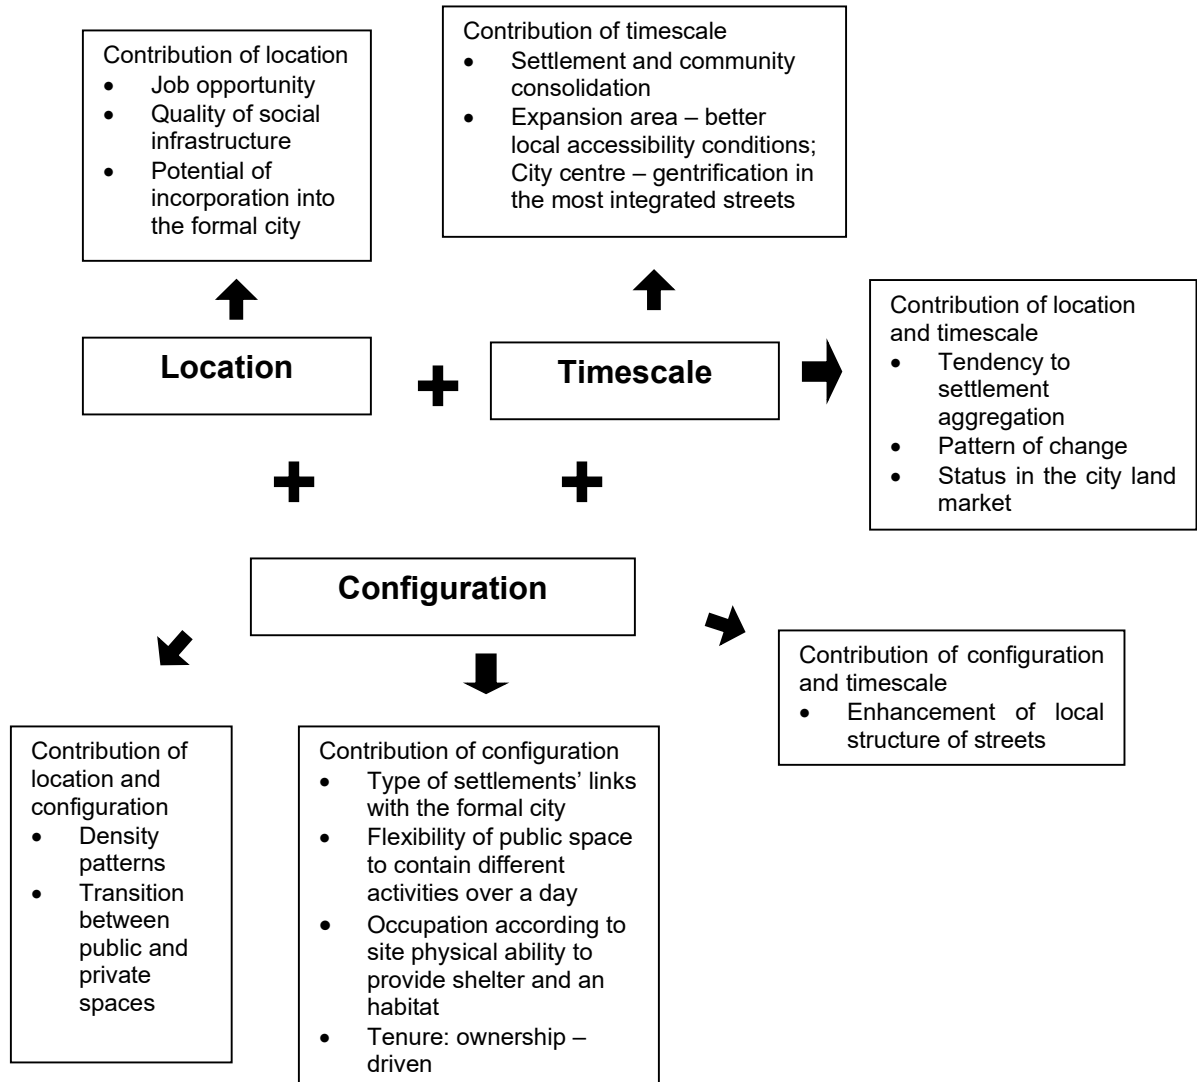 Contribution of location
• Job opportunity
• Quality of social
infrastructure
• Potential of
incorporation into
the formal city
Contribution of timescale
• Settlement and community
consolidation
• Expansion area – better
local accessibility conditions;
City centre – gentrification in
the most integrated streets
Location
Timescale
Contribution of location
and timescale
• Tendency to
settlement
aggregation
• Pattern of change
• Status in the city land
market
Configuration
Contribution of configuration
and timescale
• Enhancement of local
structure of streets
Contribution of
location and
configuration
• Density
patterns
• Transition
between
public and
private
spaces
Contribution of configuration
• Type of settlements’ links
with the formal city
• Flexibility of public space
to contain different
activities over a day
• Occupation according to
site physical ability to
provide shelter and an
habitat
• Tenure: ownership –
driven